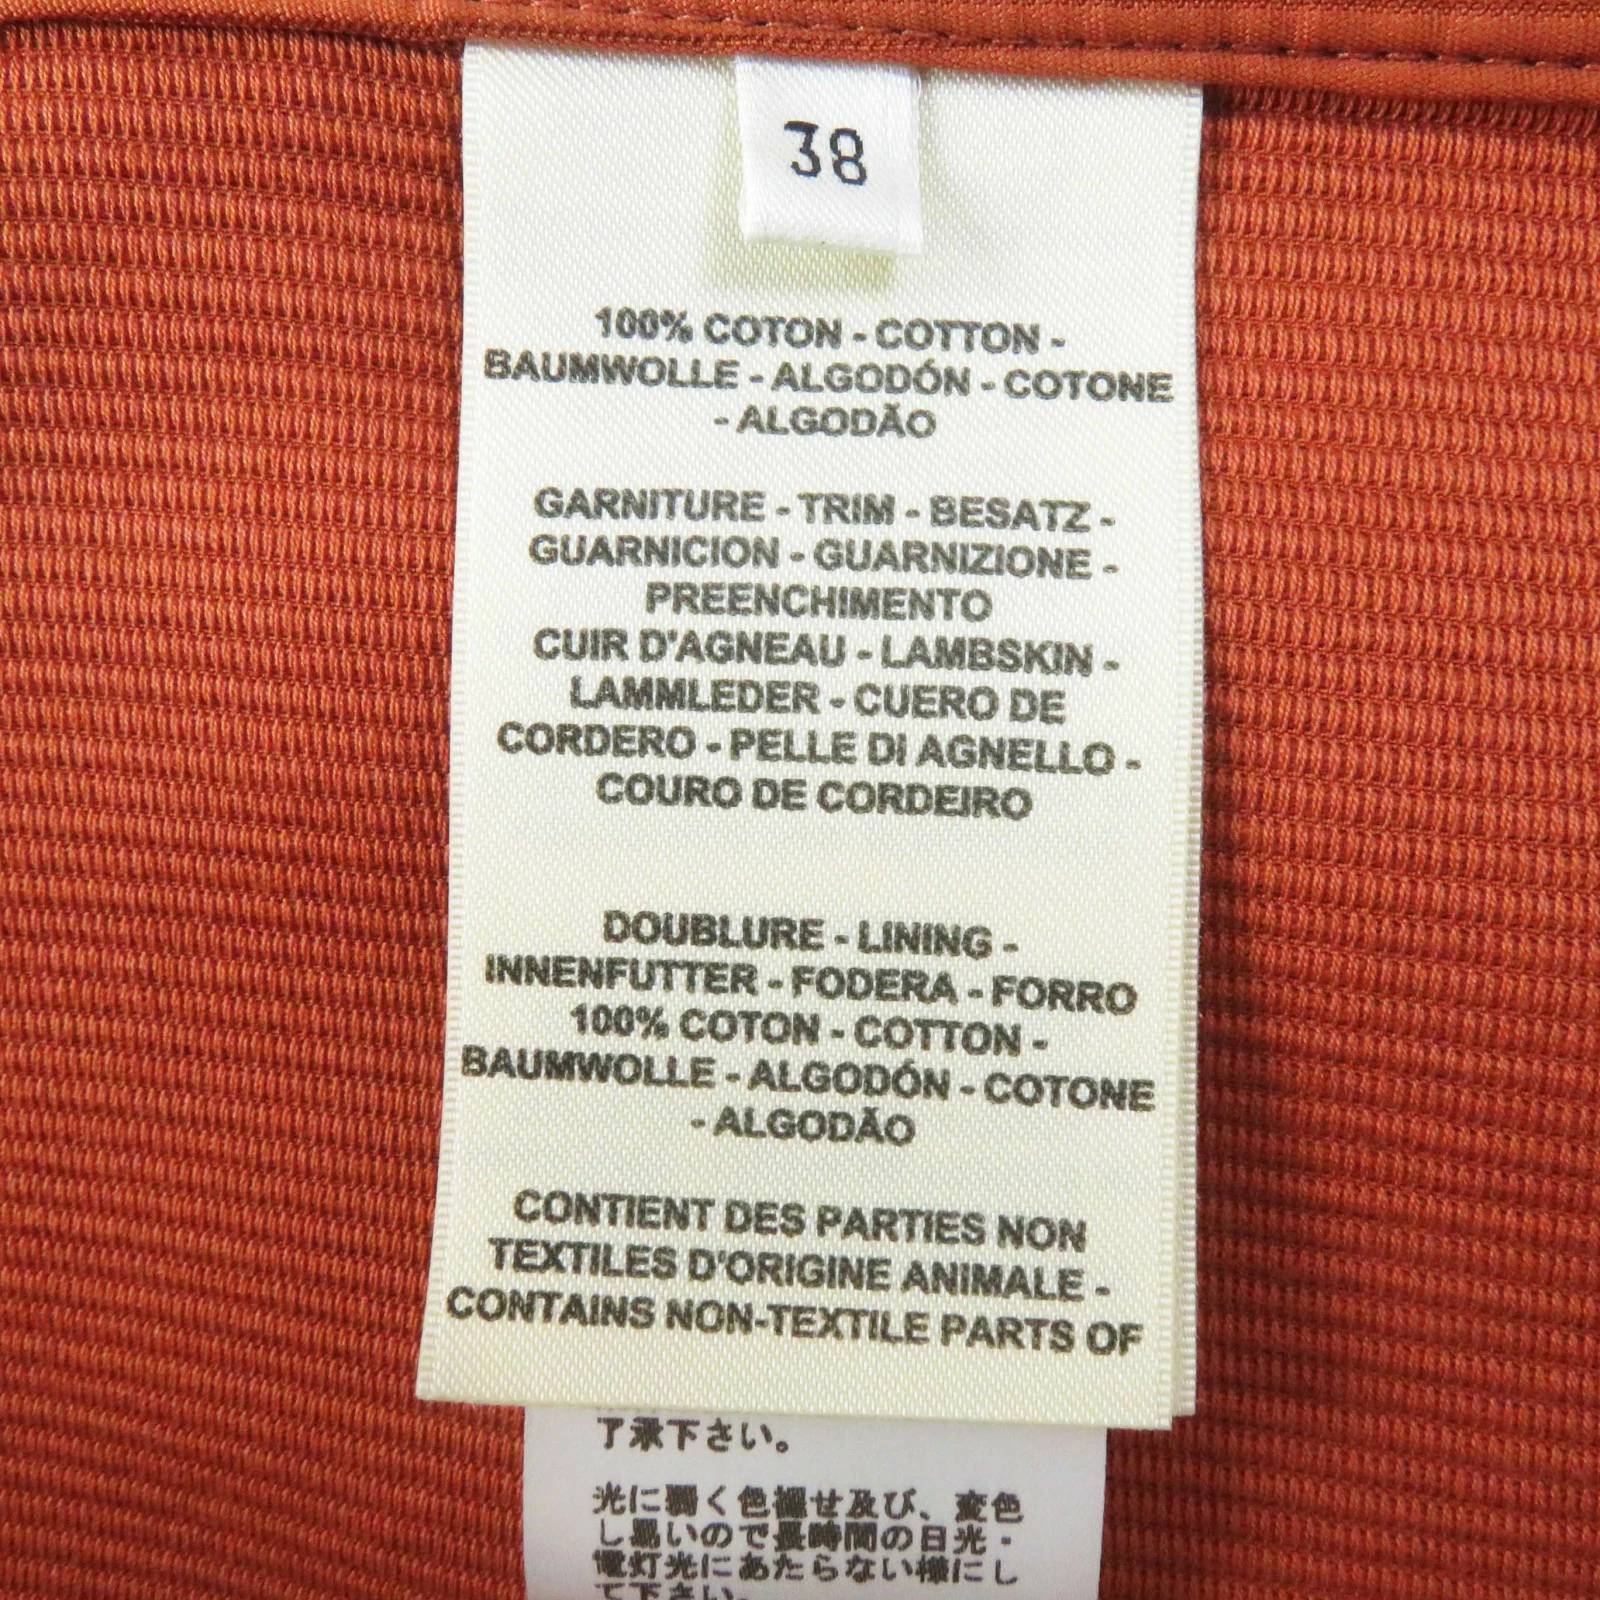 38
100% COTON - COTTON -
BAUMWOLLE - ALGODÓN - COTONE
- ALGODÃO
GARNITURE - TRIM - BESATZ -
GUARNICION - GUARNIZIONE -
PREENCHIMENTO
CUIR D'AGNEAU - LAMBSKIN -
LAMMLEDER - CUERO DE
CORDERO - PELLE DI AGNELLO -
COURO DE CORDEIRO
DOUBLURE - LINING -
INNENFUTTER - FODERA - FORRO
100% COTON - COTTON -
BAUMWOLLE - ALGODÓN - COTONE
- ALGODÃO
CONTIENT DES PARTIES NON
TEXTILES D'ORIGINE ANIMALE -
CONTAINS NON-TEXTILE PARTS OF
了承下さい。
光に弱く色褪せ及び、変色
し易いので長時間の日光・
電灯光にあたらない様にし
て下さい。